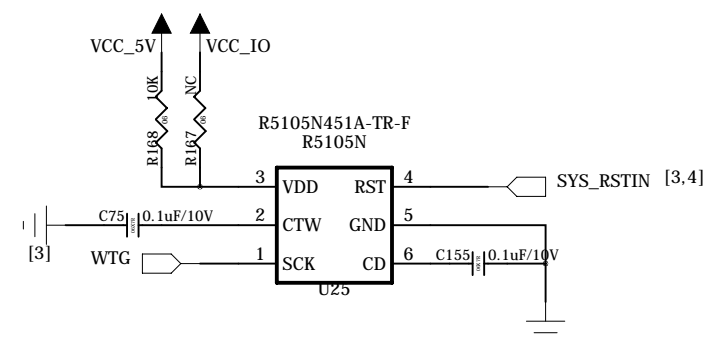 VCC_5V
VCC_IO
10K
NC
R168
R167
R5105N451A-TR-F
R5105N
3 VDD RST 4
SYS_RSTIN [3,4]
C75 0.1uF/10V 2 CTW GND 5
[3]
WTG 1 SCK CD 6 C155 0.1uF/10V
U25